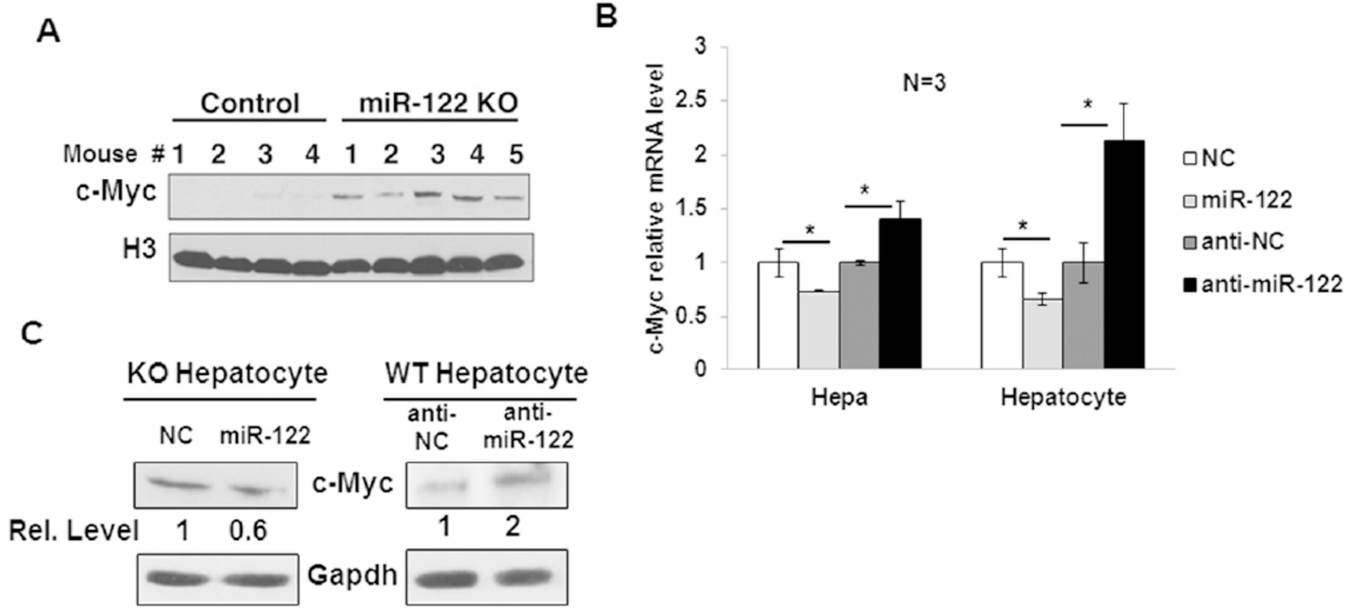 A
Control miR-122 KO
Mouse # 1 2 3 4 1 2 3 4 5
c-Myc
H3
B
c-Myc relative mRNA level
3
2.5
2
1.5
1
0.5
0
N=3
*
*
*
*
Hepa Hepatocyte
NC
miR-122
anti-NC
anti-miR-122
C
KO Hepatocyte WT Hepatocyte
NC miR-122
anti-NC
anti-miR-122
c-Myc
Rel. Level 1 0.6 1 2
Gapdh